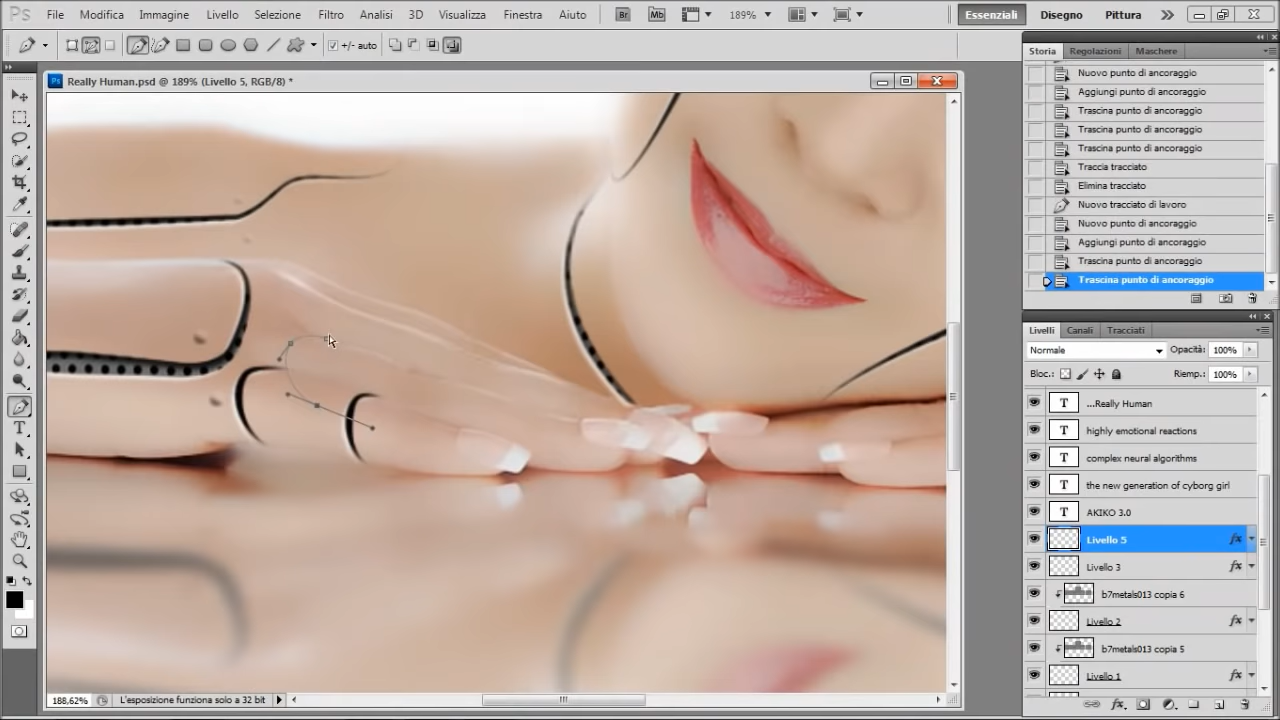 Ps File Modifica Immagine Livello Selezione Filtro Analisi 3D Visualizza Finestra Aiuto Br Mb 189% Essenziali Disegno Pittura
+/- auto
Really Human.psd @ 189% (Livello 5, RGB/8) *
Storia Regolazioni Maschere
Nuovo punto di ancoraggio
Aggiungi punto di ancoraggio
Trascina punto di ancoraggio
Trascina punto di ancoraggio
Trascina punto di ancoraggio
Traccia tracciato
Elimina tracciato
Nuovo tracciato di lavoro
Nuovo punto di ancoraggio
Aggiungi punto di ancoraggio
Trascina punto di ancoraggio
Trascina punto di ancoraggio
Livelli Canali Tracciati
Normale Opacità: 100%
Bloc.: Riemp.: 100%
T ...Really Human
T highly emotional reactions
T complex neural algorithms
T the new generation of cyborg girl
T AKIKO 3.0
Livello 5 fx
Livello 3 fx
b7metals013 copia 6
Livello 2 fx
b7metals013 copia 5
Livello 1 fx
188,62% L'esposizione funziona solo a 32 bit